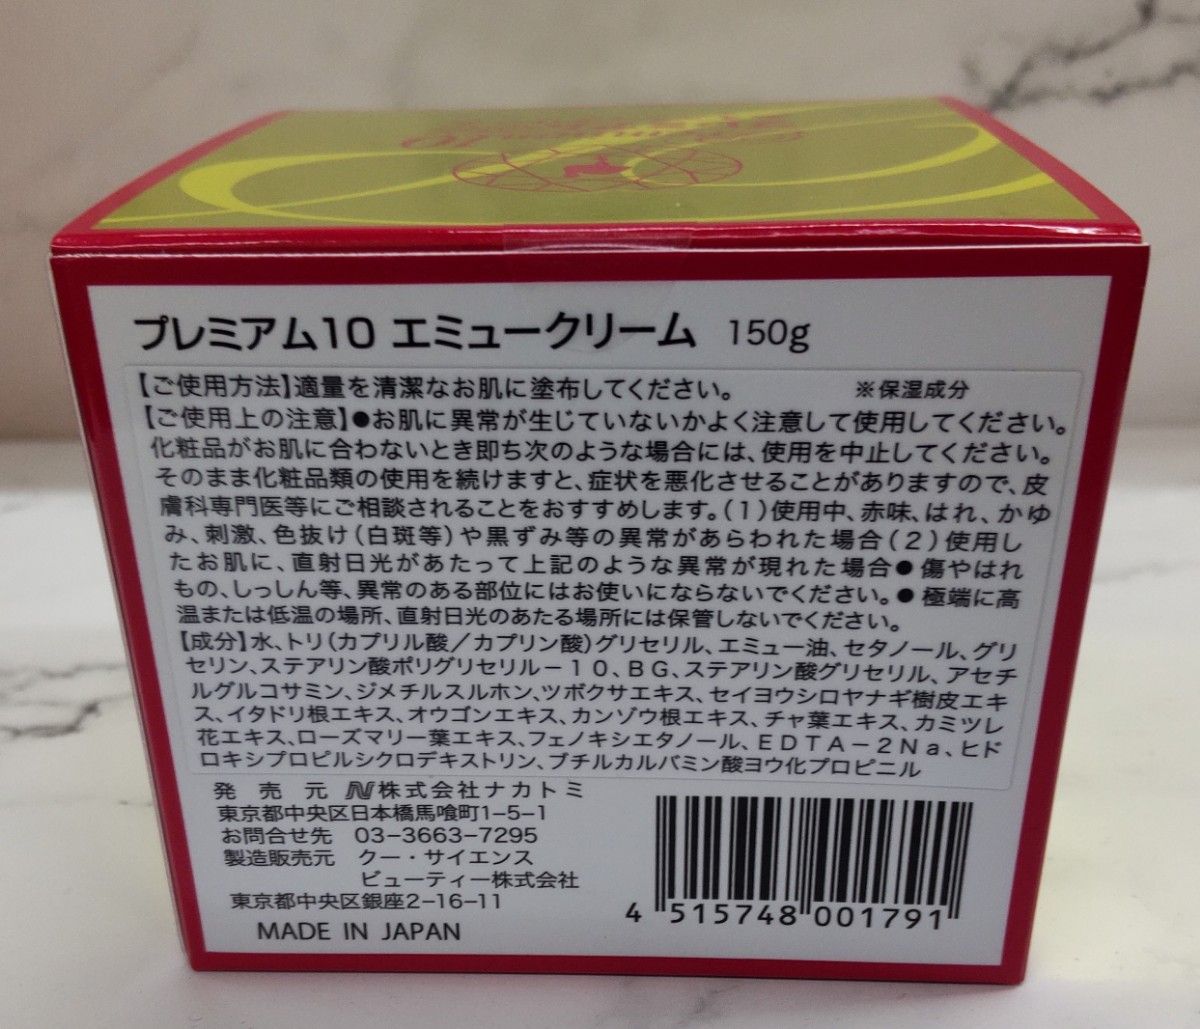 プレミアム10 エミュークリーム 150g
【ご使用方法】適量を清潔なお肌に塗布してください。 ※保湿成分
【ご使用上の注意】●お肌に異常が生じていないかよく注意して使用してください。
化粧品がお肌に合わないとき即ち次のような場合には、使用を中止してください。
そのまま化粧品類の使用を続けますと、症状を悪化させることがありますので、皮
膚科専門医等にご相談されることをおすすめします。(1)使用中、赤味、はれ、かゆ
み、刺激、色抜け(白斑等)や黒ずみ等の異常があらわれた場合(2)使用し
たお肌に、直射日光があたって上記のような異常が現れた場合●傷やはれ
もの、しっしん等、異常のある部位にはお使いにならないでください。●極端に高
温または低温の場所、直射日光のあたる場所には保管しないでください。
【成分】水、トリ(カプリル酸/カプリン酸)グリセリル、エミュー油、セタノール、グリ
セリン、ステアリン酸ポリグリセリル－10、BG、ステアリン酸グリセリル、アセチ
ルグルコサミン、ジメチルスルホン、ツボクサエキス、セイヨウシロヤナギ樹皮エキ
ス、イタドリ根エキス、オウゴンエキス、カンゾウ根エキス、チャ葉エキス、カミツレ
花エキス、ローズマリー葉エキス、フェノキシエタノール、EDTA－2Na、ヒド
ロキシプロピルシクロデキストリン、ブチルカルバミン酸ヨウ化プロピニル
発売元 N株式会社ナカトミ
東京都中央区日本橋馬喰町1-5-1
お問合せ先 03-3663-7295
製造販売元 クー・サイエンス
ビューティー株式会社
東京都中央区銀座2-16-11
MADE IN JAPAN
4 515748 001791